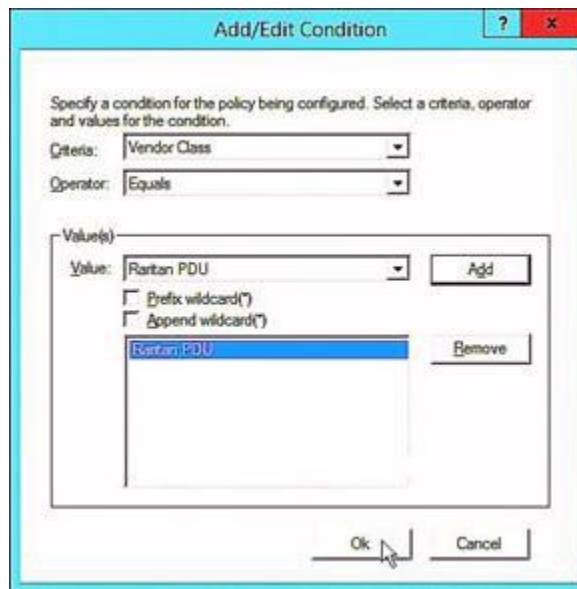 Add/Edit Condition
? x
Specify a condition for the policy being configured. Select a criteria, operator
and values for the condition.
Criteria: Vendor Class
Operator: Equals
Value(s)
Value: Raritan PDU Add
Prefix wildcard(*)
Append wildcard(*)
Raritan PDU Remove
Ok Cancel